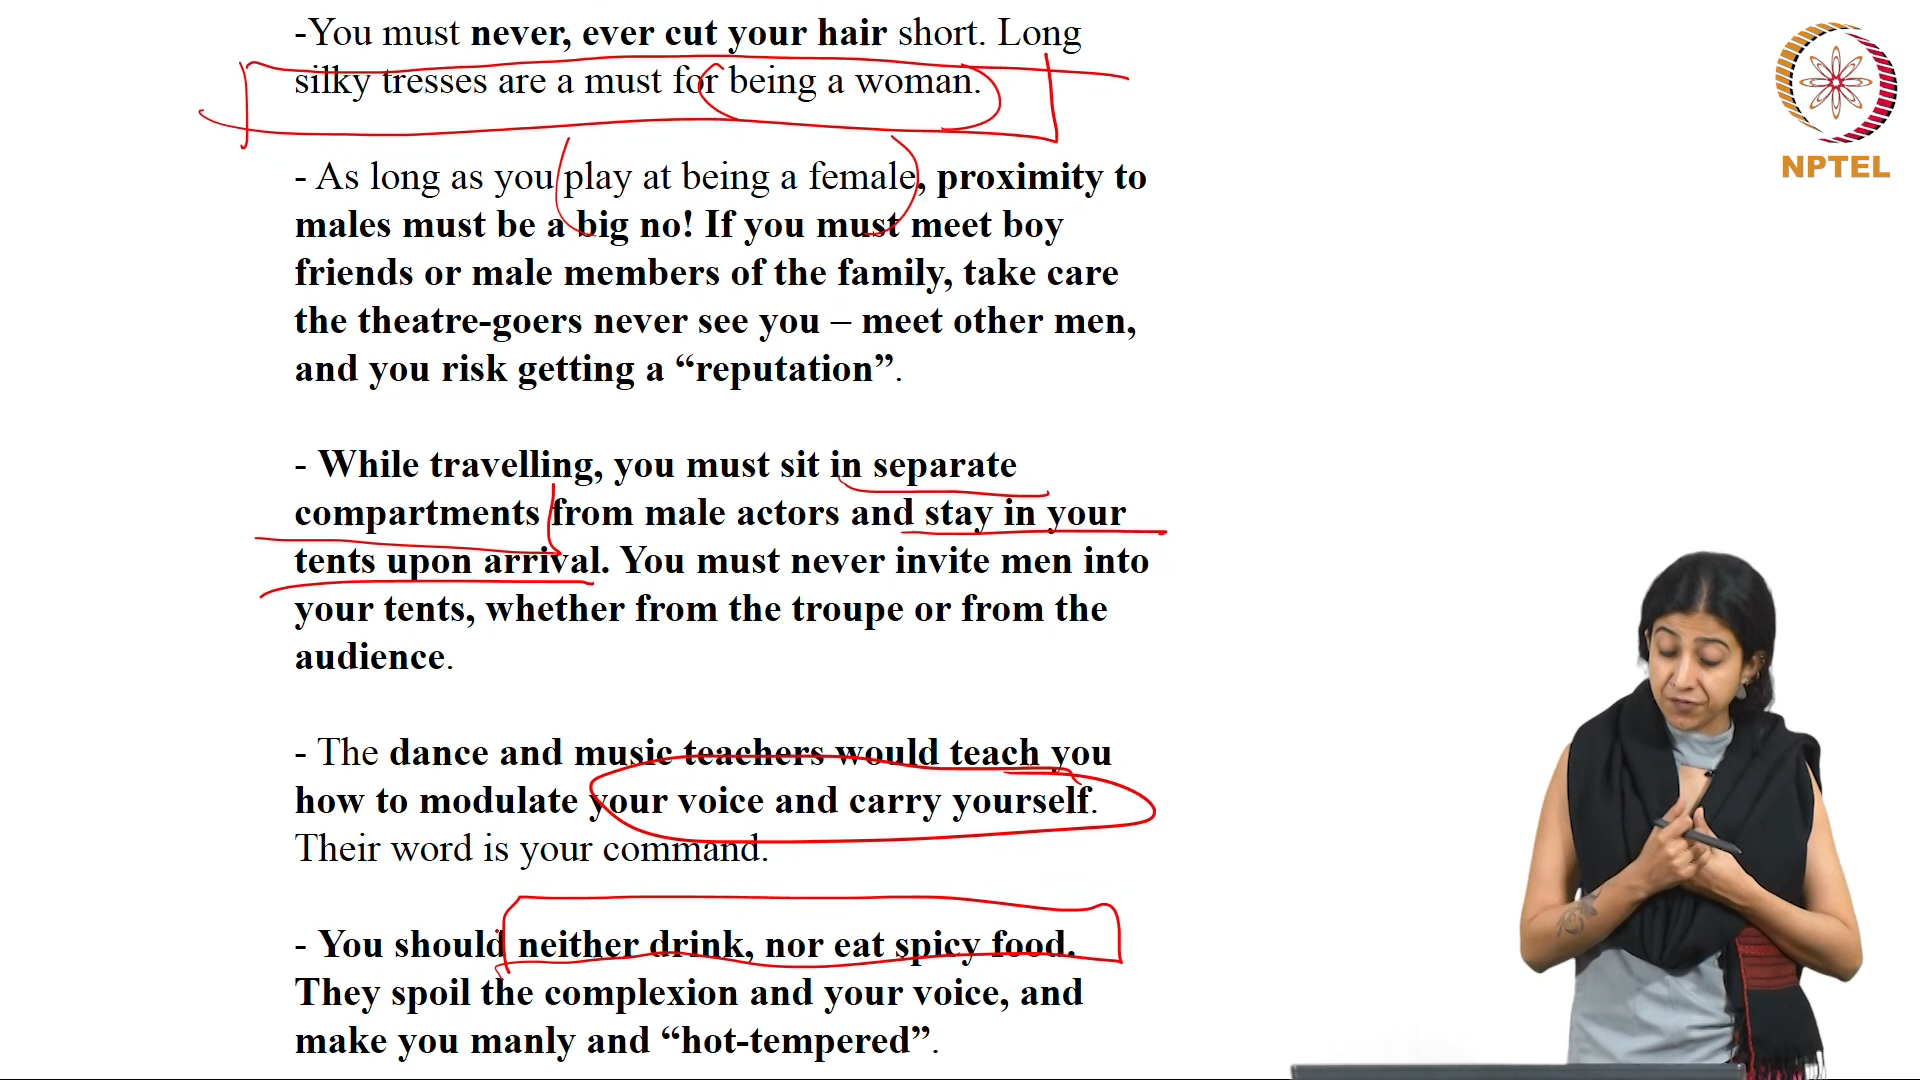 -You must never, ever cut your hair short. Long
silky tresses are a must for being a woman.
- As long as you play at being a female, proximity to
males must be a big no! If you must meet boy
friends or male members of the family, take care
the theatre-goers never see you – meet other men,
and you risk getting a “reputation”.
- While travelling, you must sit in separate
compartments from male actors and stay in your
tents upon arrival. You must never invite men into
your tents, whether from the troupe or from the
audience.
- The dance and music teachers would teach you
how to modulate your voice and carry yourself.
Their word is your command.
- You should neither drink, nor eat spicy food.
They spoil the complexion and your voice, and
make you manly and “hot-tempered”.
NPTEL